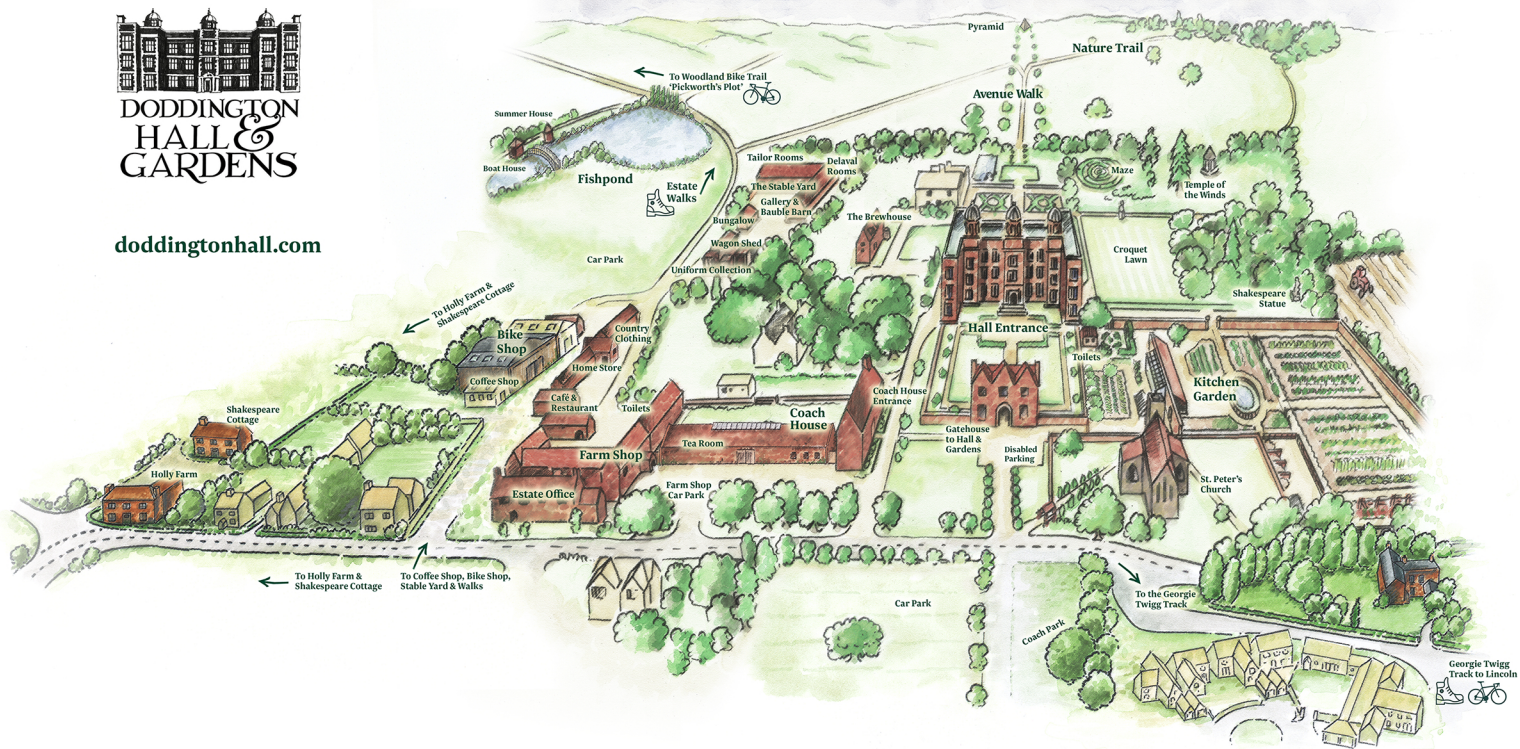 DODDINGTON
HALL &
GARDENS
doddingtonhall.com
Pyramid
Nature Trail
To Woodland Bike Trail
'Pickworth's Plot'
Avenue Walk
Summer House
Boat House
Fishpond
Estate
Walks
Tailor Rooms
Delaval
Rooms
The Stable Yard
Gallery &
Bauble Barn
Bungalow
The Brewhouse
Wagon Shed
Uniform Collection
Car Park
Maze
Temple of
the Winds
Croquet
Lawn
Shakespeare
Statue
To Holly Farm &
Shakespeare Cottage
Bike
Shop
Coffee Shop
Country
Clothing
Home Store
Café &
Restaurant
Toilets
Hall Entrance
Toilets
Kitchen
Garden
Coach House
Entrance
Coach
House
Tea Room
Farm Shop
Estate Office
Farm Shop
Car Park
Gatehouse
to Hall &
Gardens
Disabled
Parking
St. Peter's
Church
Shakespeare
Cottage
Holly Farm
To Holly Farm &
Shakespeare Cottage
To Coffee Shop, Bike Shop,
Stable Yard & Walks
Car Park
Coach Park
To the Georgie
Twigg Track
Georgie Twigg
Track to Lincoln